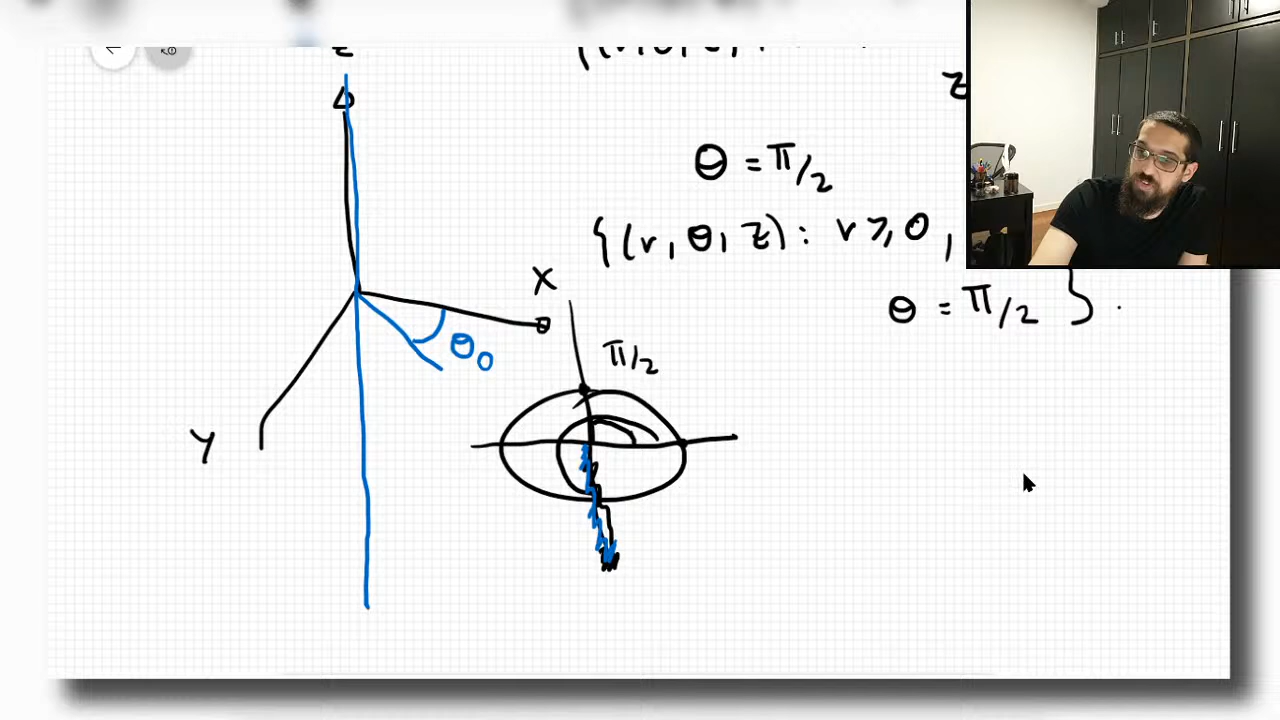 Z
z
θ = π/2
{(r, θ, z): r ⩾ 0,
X
θ = π/2 } .
θ₀
π/2
Y